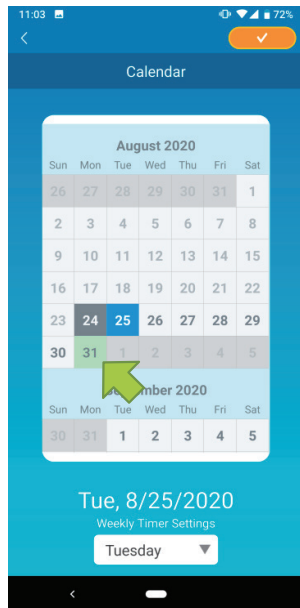 11:03 72%
Calendar
August 2020
Sun Mon Tue Wed Thu Fri Sat
26 27 28 29 30 31 1
2 3 4 5 6 7 8
9 10 11 12 13 14 15
16 17 18 19 20 21 22
23 24 25 26 27 28 29
30 31 1 2 3 4 5
2020
Sun Mon Tue Wed Thu Fri Sat
30 31 1 2 3 4 5
Tue, 8/25/2020
Weekly Timer Settings
Tuesday